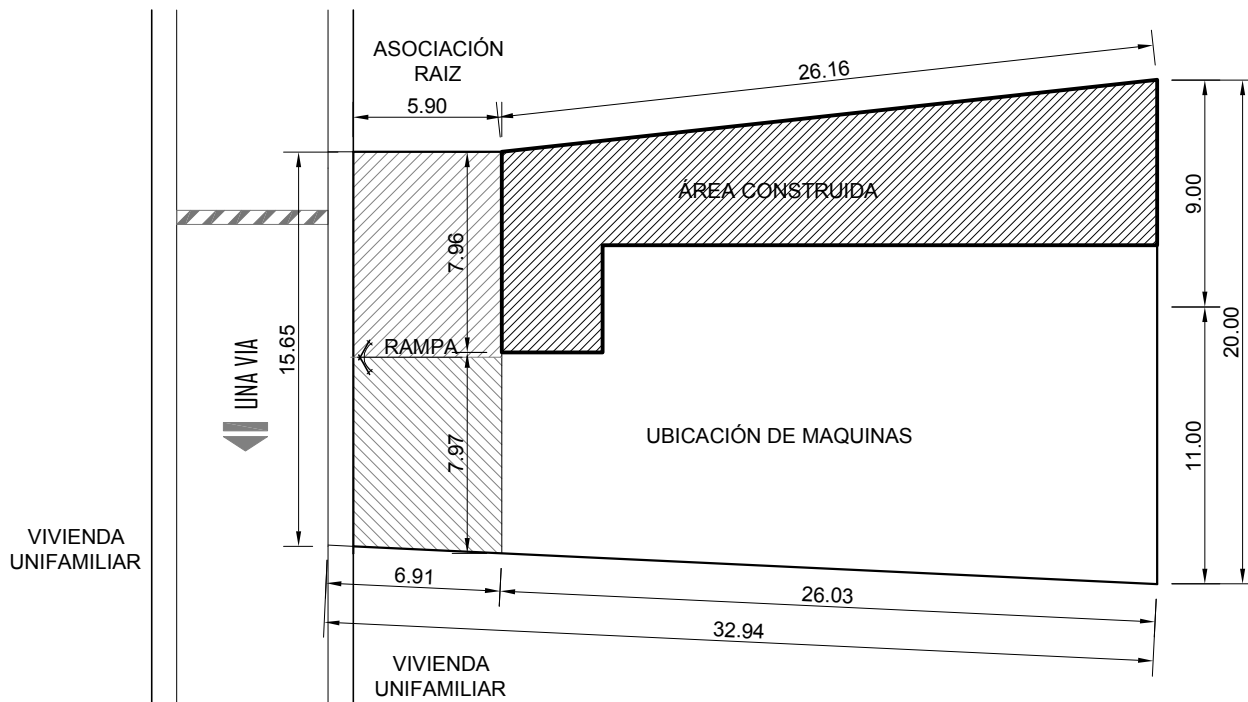 ASOCIACIÓN
RAIZ
5.90
26.16
ÁREA CONSTRUIDA
9.00
7.96
15.65
RAMPA
20.00
UNA VIA
7.97
UBICACIÓN DE MAQUINAS
11.00
VIVIENDA
UNIFAMILIAR
6.91
26.03
32.94
VIVIENDA
UNIFAMILIAR